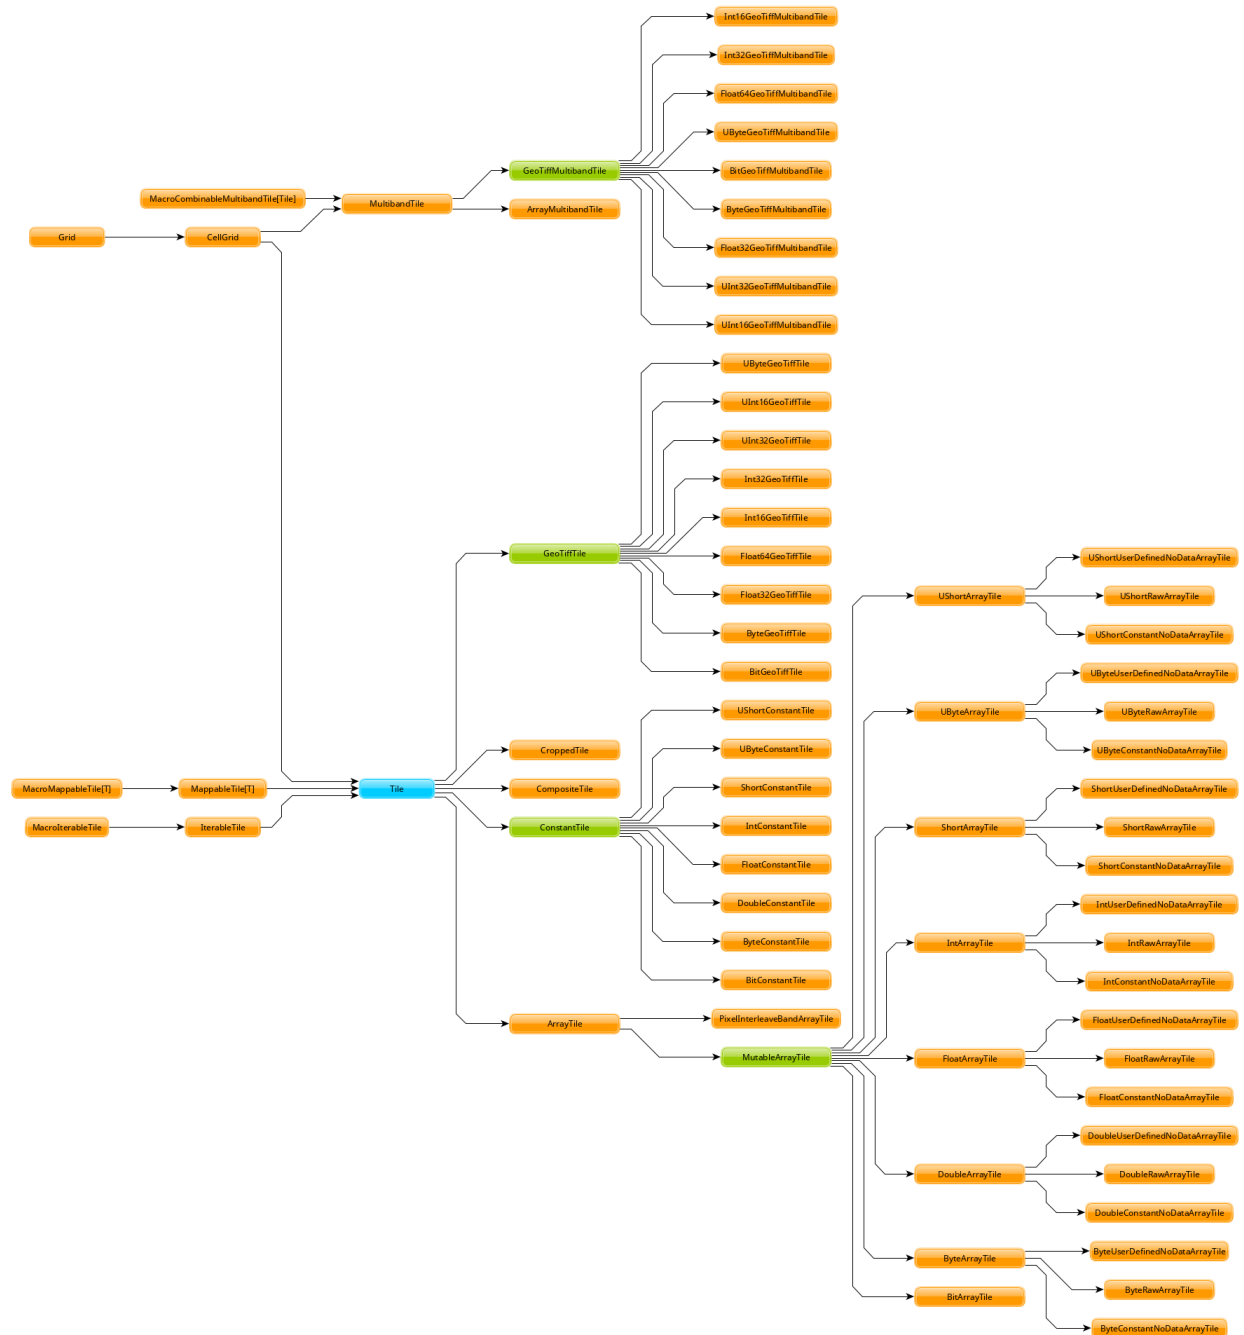 Int16GeoTiffMultibandTile
Int32GeoTiffMultibandTile
Float64GeoTiffMultibandTile
UByteGeoTiffMultibandTile
GeoTiffMultibandTile
BitGeoTiffMultibandTile
MacroCombinableMultibandTile[Tile]
MultibandTile
ArrayMultibandTile
ByteGeoTiffMultibandTile
Grid
CellGrid
Float32GeoTiffMultibandTile
UInt32GeoTiffMultibandTile
UInt16GeoTiffMultibandTile
UByteGeoTiffTile
UInt16GeoTiffTile
UInt32GeoTiffTile
Int32GeoTiffTile
Int16GeoTiffTile
GeoTiffTile
Float64GeoTiffTile
UShortUserDefinedNoDataArrayTile
Float32GeoTiffTile
UShortArrayTile
UShortRawArrayTile
ByteGeoTiffTile
UShortConstantNoDataArrayTile
BitGeoTiffTile
UByteUserDefinedNoDataArrayTile
UShortConstantTile
UByteArrayTile
UByteRawArrayTile
CroppedTile
UByteConstantTile
UByteConstantNoDataArrayTile
MacroMappableTile[T]
MappableTile[T]
Tile
CompositeTile
ShortConstantTile
ShortUserDefinedNoDataArrayTile
MacroIterableTile
IterableTile
ConstantTile
IntConstantTile
ShortArrayTile
ShortRawArrayTile
FloatConstantTile
ShortConstantNoDataArrayTile
DoubleConstantTile
IntUserDefinedNoDataArrayTile
ByteConstantTile
IntArrayTile
IntRawArrayTile
BitConstantTile
IntConstantNoDataArrayTile
ArrayTile
PixelInterleaveBandArrayTile
FloatUserDefinedNoDataArrayTile
MutableArrayTile
FloatArrayTile
FloatRawArrayTile
FloatConstantNoDataArrayTile
DoubleUserDefinedNoDataArrayTile
DoubleArrayTile
DoubleRawArrayTile
DoubleConstantNoDataArrayTile
ByteArrayTile
ByteUserDefinedNoDataArrayTile
ByteRawArrayTile
BitArrayTile
ByteConstantNoDataArrayTile